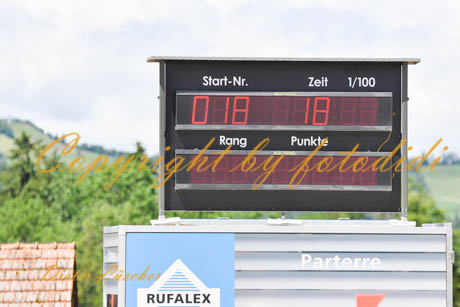 Start-Nr. Zeit 1/100
018 18
Rang Punkte
Copyright by fotodidi
Parterre
RUFALEX